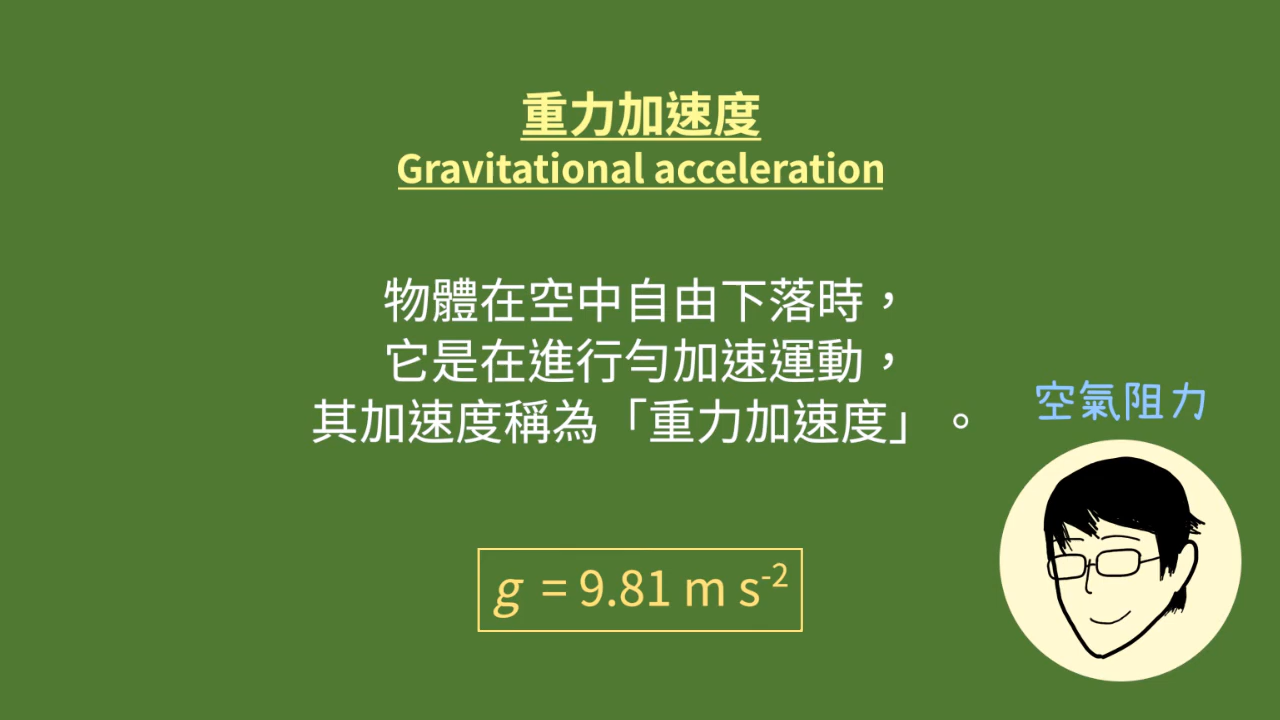 重力加速度
Gravitational acceleration
物體在空中自由下落時，
它是在進行勻加速運動，
其加速度稱為「重力加速度」。
空氣阻力
g = 9.81 m s⁻²